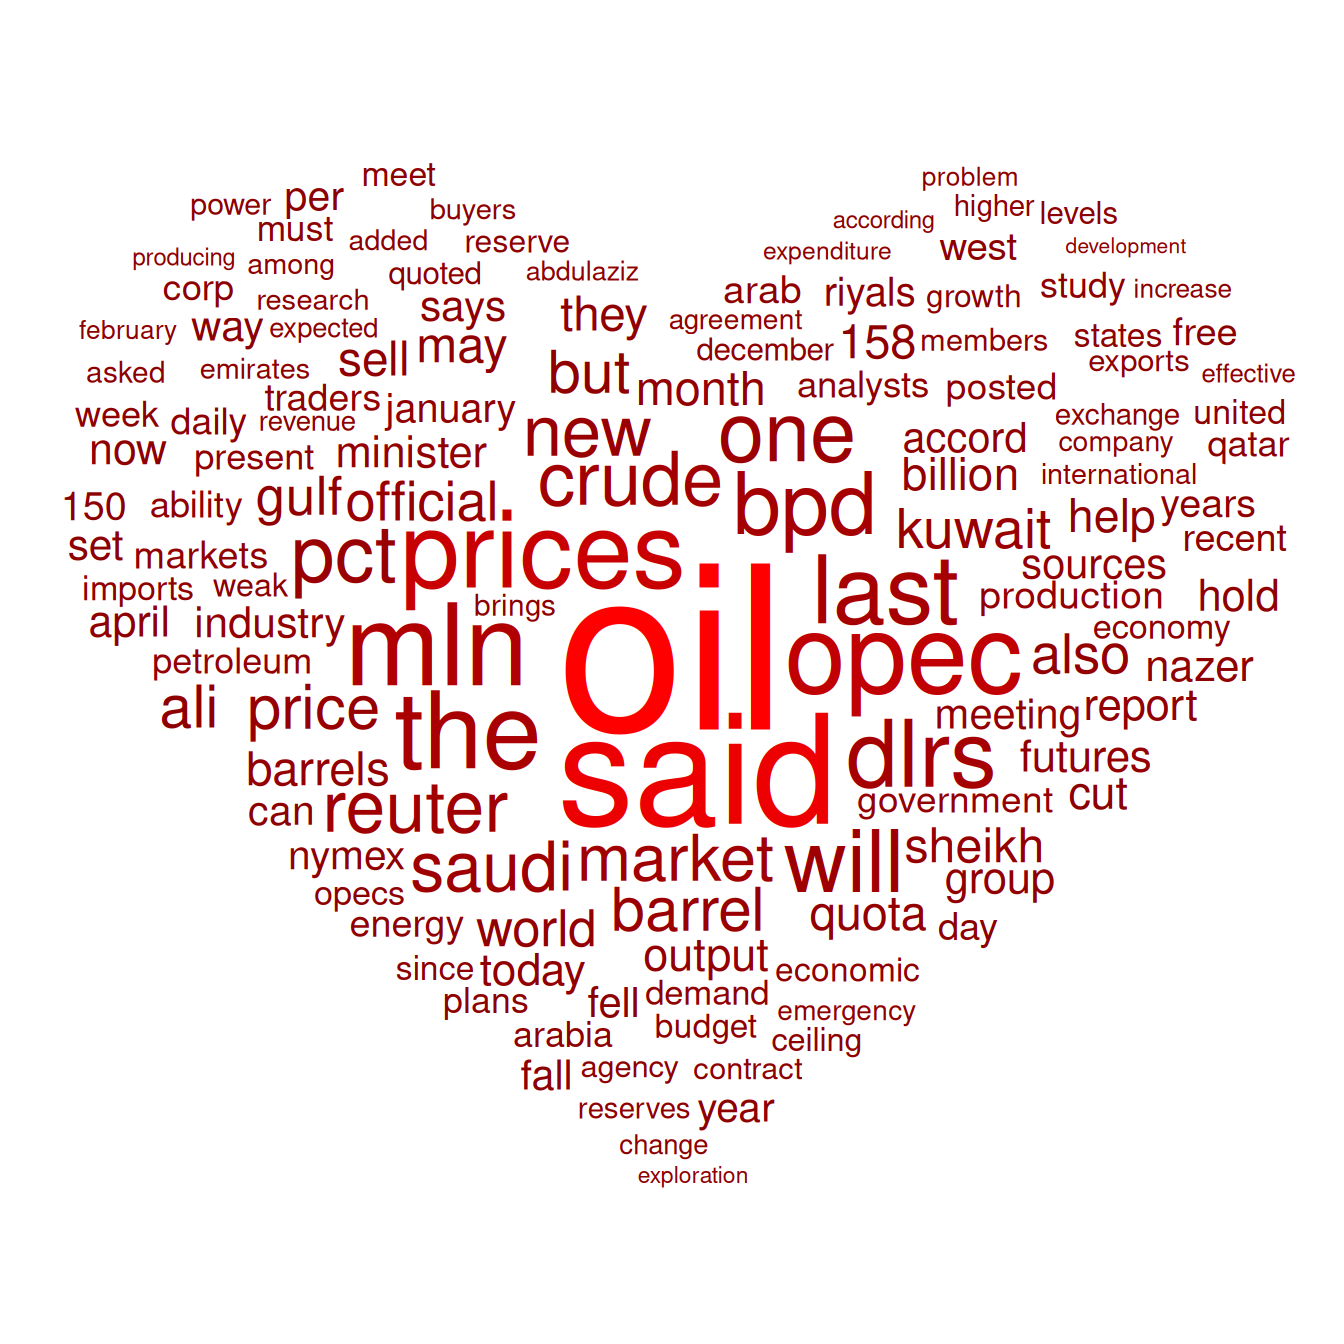 meet
problem
power per
buyers
according higher levels
must added reserve
expenditure west development
producing among quoted abdulaziz
corp research says they
arab riyals growth study increase
february way expected
agreement
sell may but
december 158 members states free
exports
asked emirates
month analysts posted effective
traders january
week daily revenue
new one
exchange united
now present minister
crude
accord company qatar
billion international
150 ability gulf official
bpd
kuwait help years
set markets
pct prices
recent
sources
imports weak
brings
last production hold
april industry
mln oil opec
economy
petroleum
also nazer
ali price the
meeting report
said dlrs
barrels
futures
can reuter
government cut
nymex saudi market will sheikh
opecs
group
energy world barrel quota day
since today output economic
plans fell demand emergency
arabia budget ceiling
fall agency contract
reserves year
change
exploration